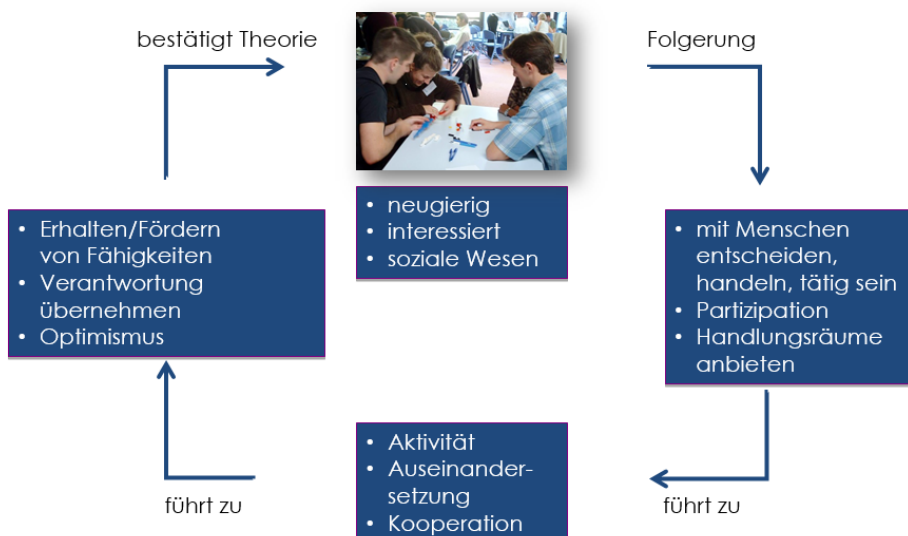 bestätigt Theorie
Folgerung
• neugierig
• interessiert
• soziale Wesen
• mit Menschen
entscheiden,
handeln, tätig sein
• Partizipation
• Handlungsräume
anbieten
führt zu
• Aktivität
• Auseinander-
setzung
• Kooperation
führt zu
• Erhalten/Fördern
von Fähigkeiten
• Verantwortung
übernehmen
• Optimismus